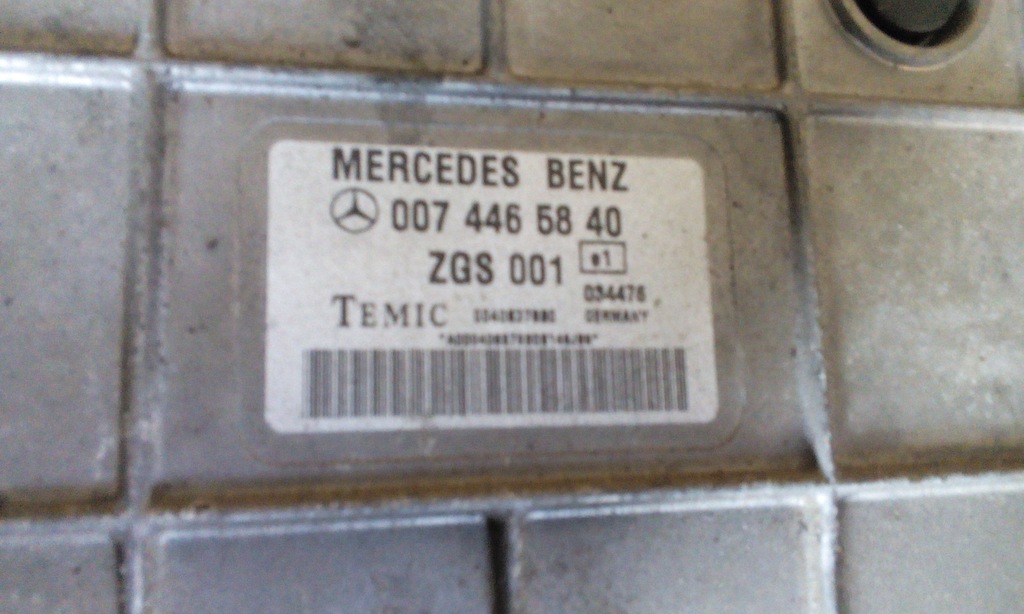 MERCEDES BENZ
007 446 58 40
ZGS 001 e1
034476
TEMIC GERMANY